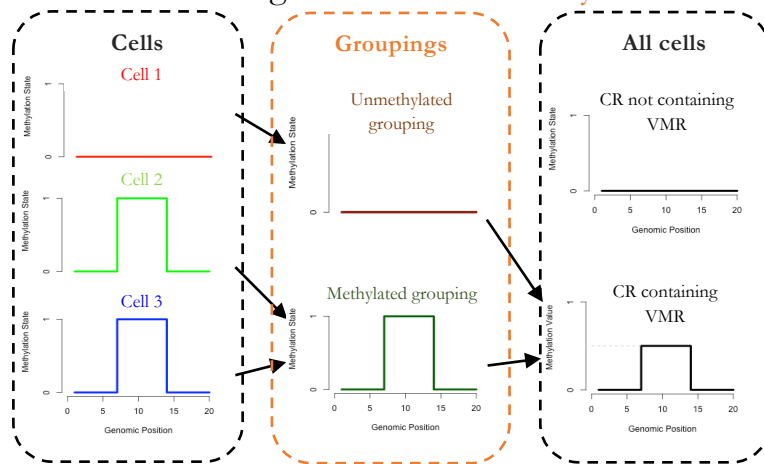 Cells
Cell 1
Methylation State
0
1
Cell 2
0
1
Cell 3
Methylation State
0
1
0
5
10
15
20
Genomic Position
Groupings
Unmethylated
grouping
Methylation State
0
Methylated grouping
Methylation State
0
1
0
5
10
15
20
Genomic Position
All cells
CR not containing
VMR
Methylation State
0
1
0
5
10
15
20
Genomic Position
CR containing
VMR
Methylation Value
0
1
0
5
10
15
20
Genomic Position